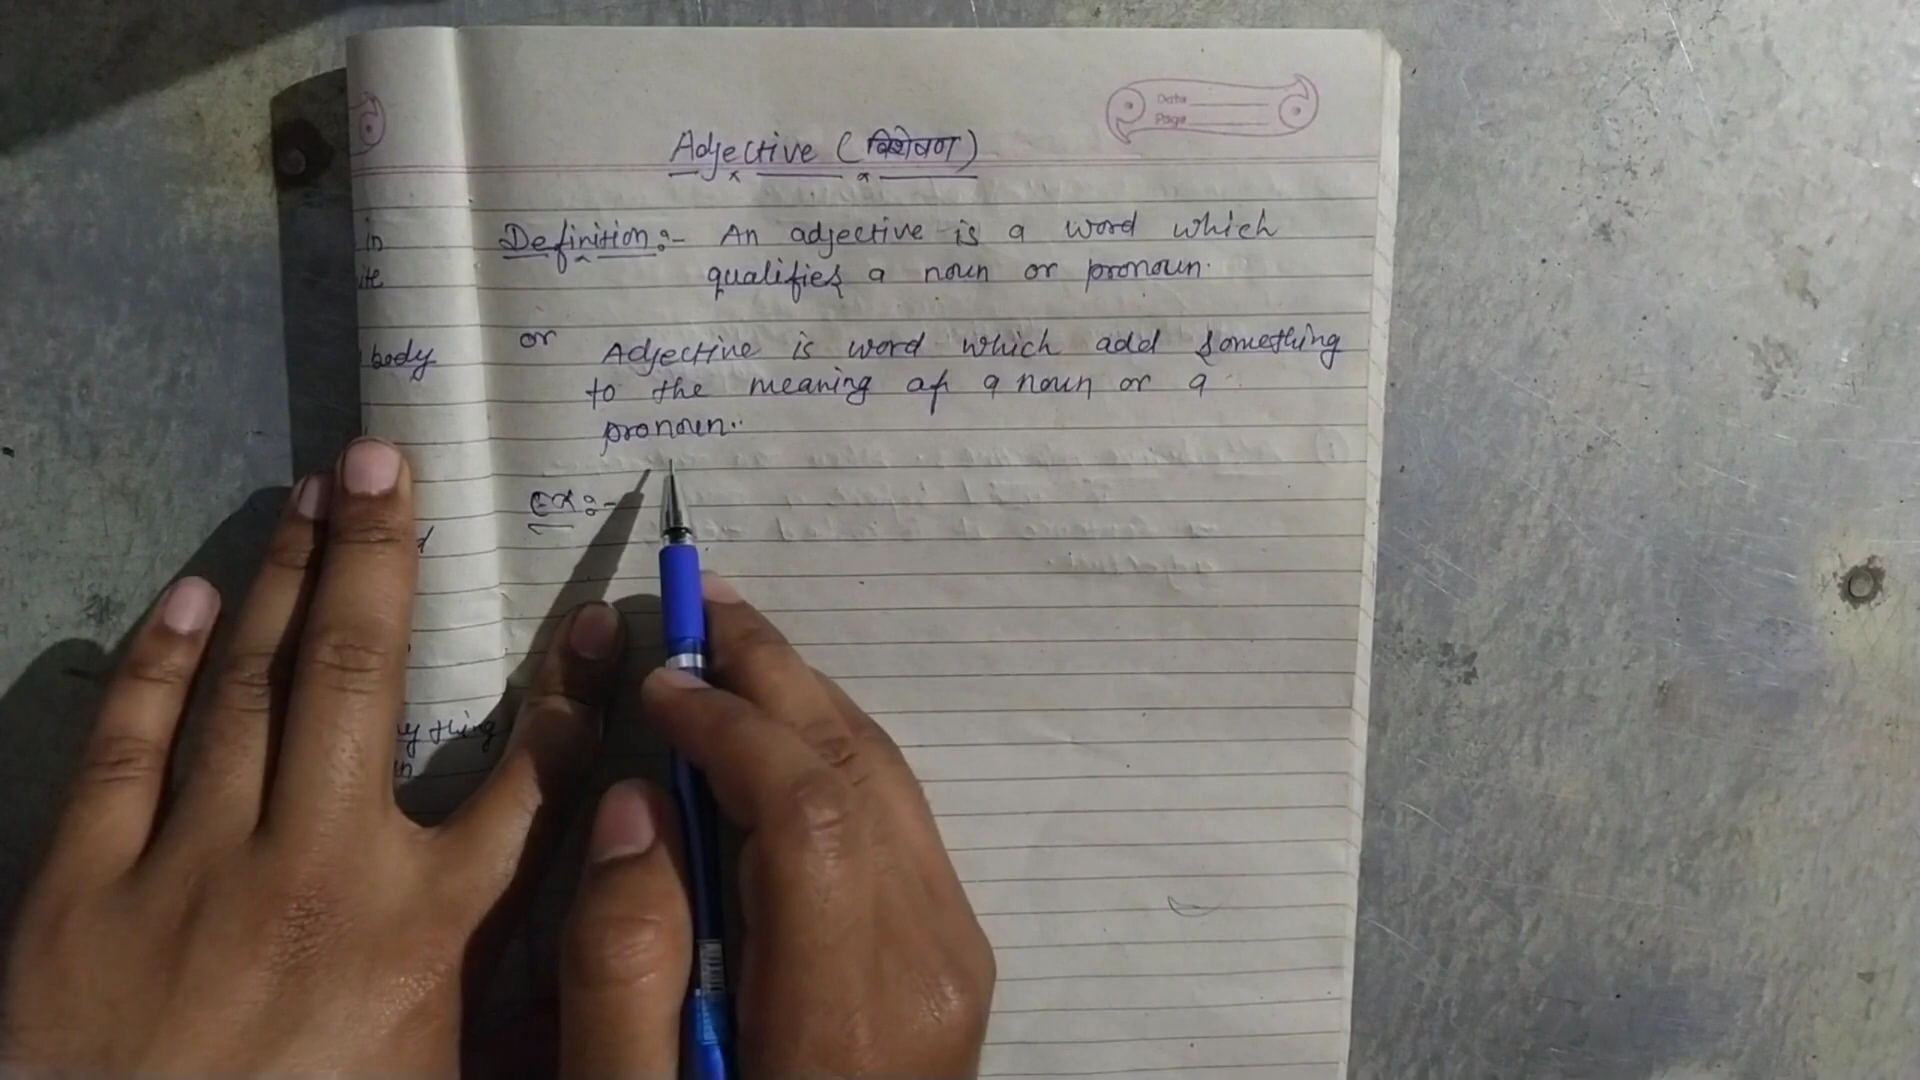 Date
Page
Adjective (विशेषण)
Definition:- An adjective is a word which
qualifies a noun or pronoun.
or Adjective is word which add something
to the meaning of a noun or a
pronoun..
Ex:-
in
ite
body
d
y thing
in